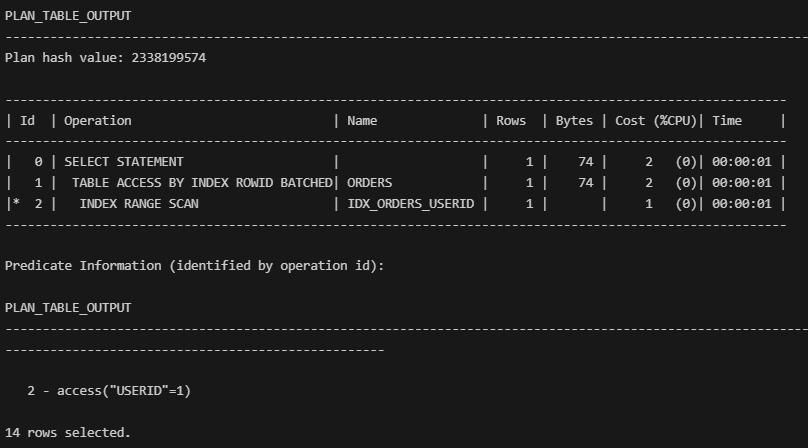 PLAN_TABLE_OUTPUT
--------------------------------------------------------------------------------
Plan hash value: 2338199574
--------------------------------------------------------------------------------
| Id  | Operation                           | Name              | Rows  | Bytes | Cost (%CPU)| Time     |
--------------------------------------------------------------------------------
|   0 | SELECT STATEMENT                    |                   |     1 |    74 |     2   (0)| 00:00:01 |
|   1 |  TABLE ACCESS BY INDEX ROWID BATCHED| ORDERS            |     1 |    74 |     2   (0)| 00:00:01 |
|*  2 |   INDEX RANGE SCAN                  | IDX_ORDERS_USERID |     1 |       |     1   (0)| 00:00:01 |
--------------------------------------------------------------------------------
Predicate Information (identified by operation id):
PLAN_TABLE_OUTPUT
--------------------------------------------------------------------------------
---------------------------------------------------
   2 - access("USERID"=1)
14 rows selected.